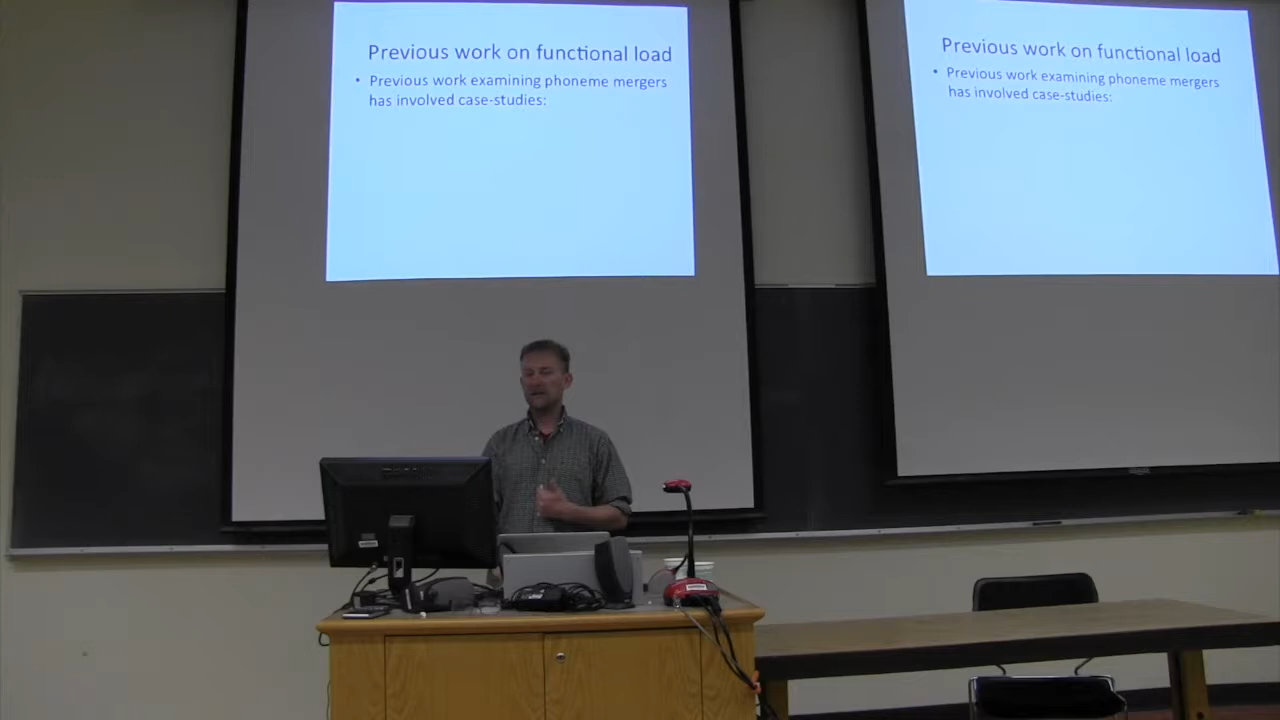 Previous work on functional load
• Previous work examining phoneme mergers
has involved case-studies:
Previous work on functional load
• Previous work examining phoneme mergers
has involved case-studies: